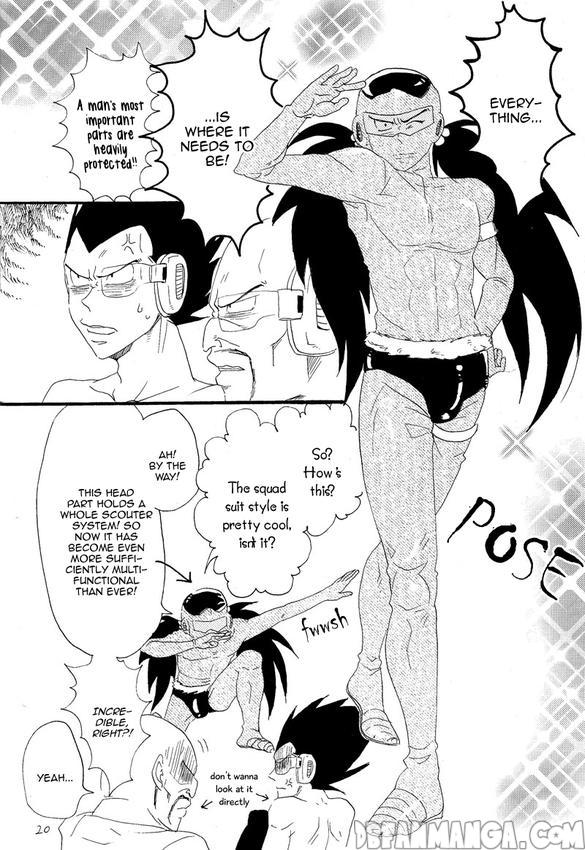 EVERY-
THING...
...IS
WHERE IT
NEEDS TO
BE!
A man's most
important
parts are
heavily
protected!!
POSE
So?
How's
this?
The squad
suit style is
pretty cool,
isnt it?
AH!
BY THE
WAY!
THIS HEAD
PART HOLDS A
WHOLE SCOUTER
SYSTEM! SO
NOW IT HAS
BECOME EVEN
MORE SUFFI-
CIENTLY MULTI-
FUNCTIONAL
THAN EVER!
fwwsh
INCRE-
DIBLE,
RIGHT?!
YEAH...
don't wanna
look at it
directly
20
DBFANMANGA.COM